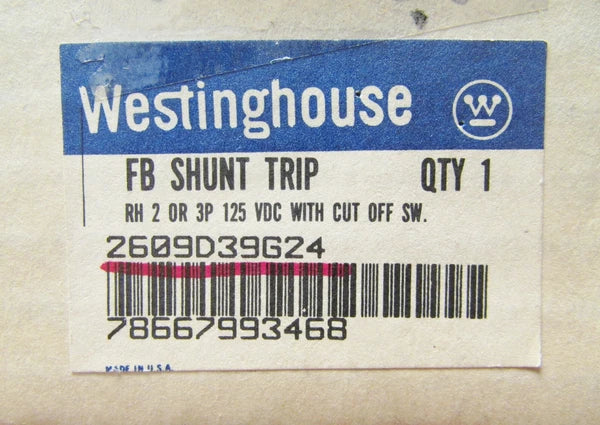 Westinghouse W
FB SHUNT TRIP QTY 1
RH 2 OR 3P 125 VDC WITH CUT OFF SW.
2609D39G24
78667993468
MADE IN U.S.A.